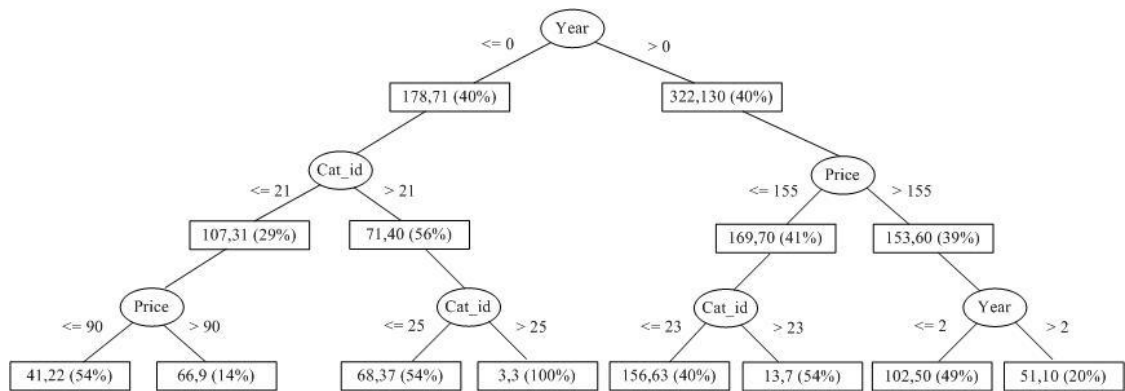 Year
<= 0 > 0
178,71 (40%) 322,130 (40%)
Cat_id Price
<= 21 > 21 <= 155 > 155
107,31 (29%) 71,40 (56%) 169,70 (41%) 153,60 (39%)
Price Cat_id Cat_id Year
<= 90 > 90 <= 25 > 25 <= 23 > 23 <= 2 > 2
41,22 (54%) 66,9 (14%) 68,37 (54%) 3,3 (100%) 156,63 (40%) 13,7 (54%) 102,50 (49%) 51,10 (20%)